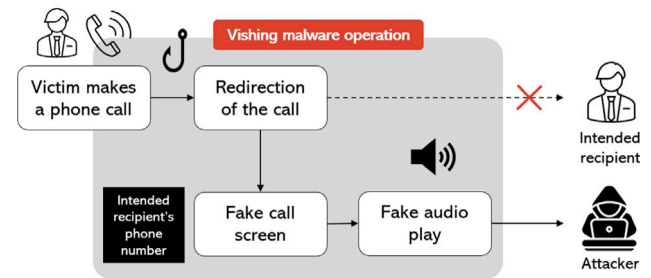 Vishing malware operation
Victim makes
a phone call
Redirection
of the call
Intended
recipient
Intended
recipient's
phone
number
Fake call
screen
Fake audio
play
Attacker